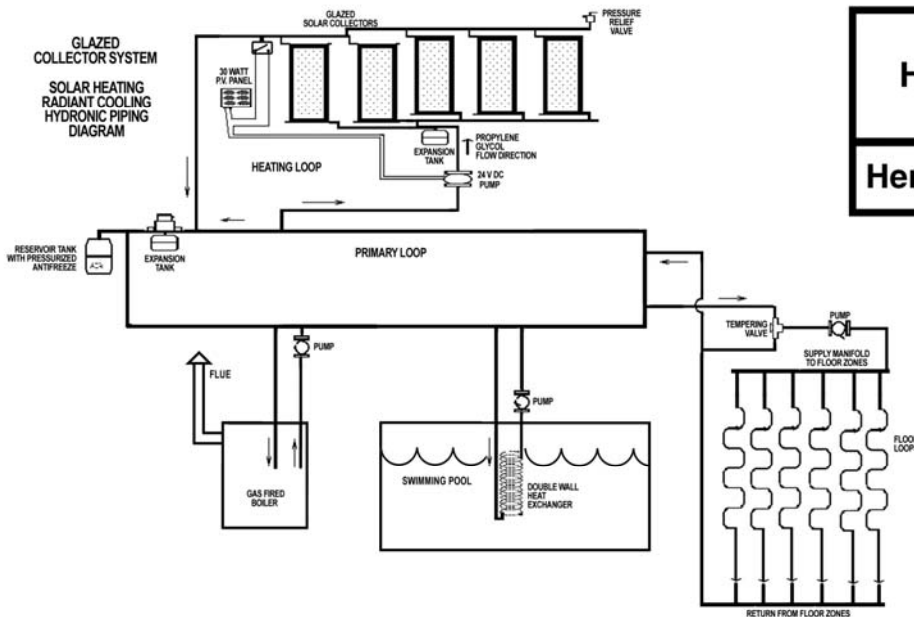 GLAZED
COLLECTOR SYSTEM
SOLAR HEATING
RADIANT COOLING
HYDRONIC PIPING
DIAGRAM
GLAZED
SOLAR COLLECTORS
PRESSURE
RELIEF
VALVE
30 WATT
P.V. PANEL
EXPANSION
TANK
PROPYLENE
GLYCOL
FLOW DIRECTION
HEATING LOOP
24 V DC
PUMP
RESERVOIR TANK
WITH PRESSURIZED
ANTIFREEZE
EXPANSION
TANK
PRIMARY LOOP
TEMPERING
VALVE
PUMP
SUPPLY MANIFOLD
TO FLOOR ZONES
FLUE
PUMP
PUMP
GAS FIRED
BOILER
SWIMMING POOL
DOUBLE WALL
HEAT
EXCHANGER
FLOO
LOOP
RETURN FROM FLOOR ZONES
H
Her